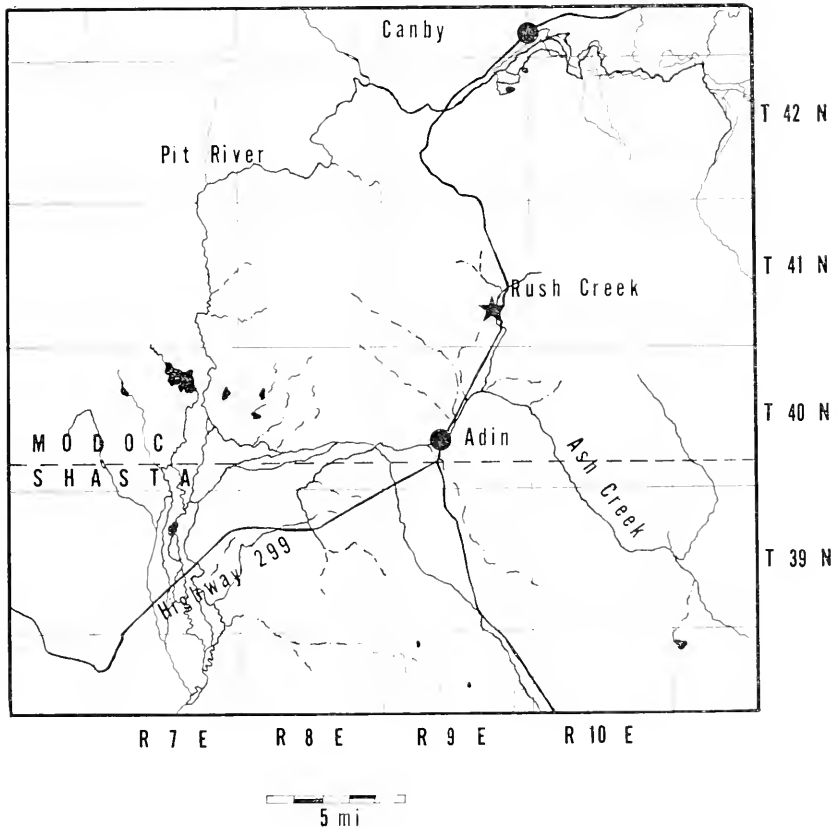 Canby
T 42 N
Pit River
T 41 N
Rush Creek
T 40 N
MODOC
Adin
SHASTA
Ash Creek
T 39 N
Highway 299
R 7 E
R 8 E
R 9 E
R 10 E
5 mi